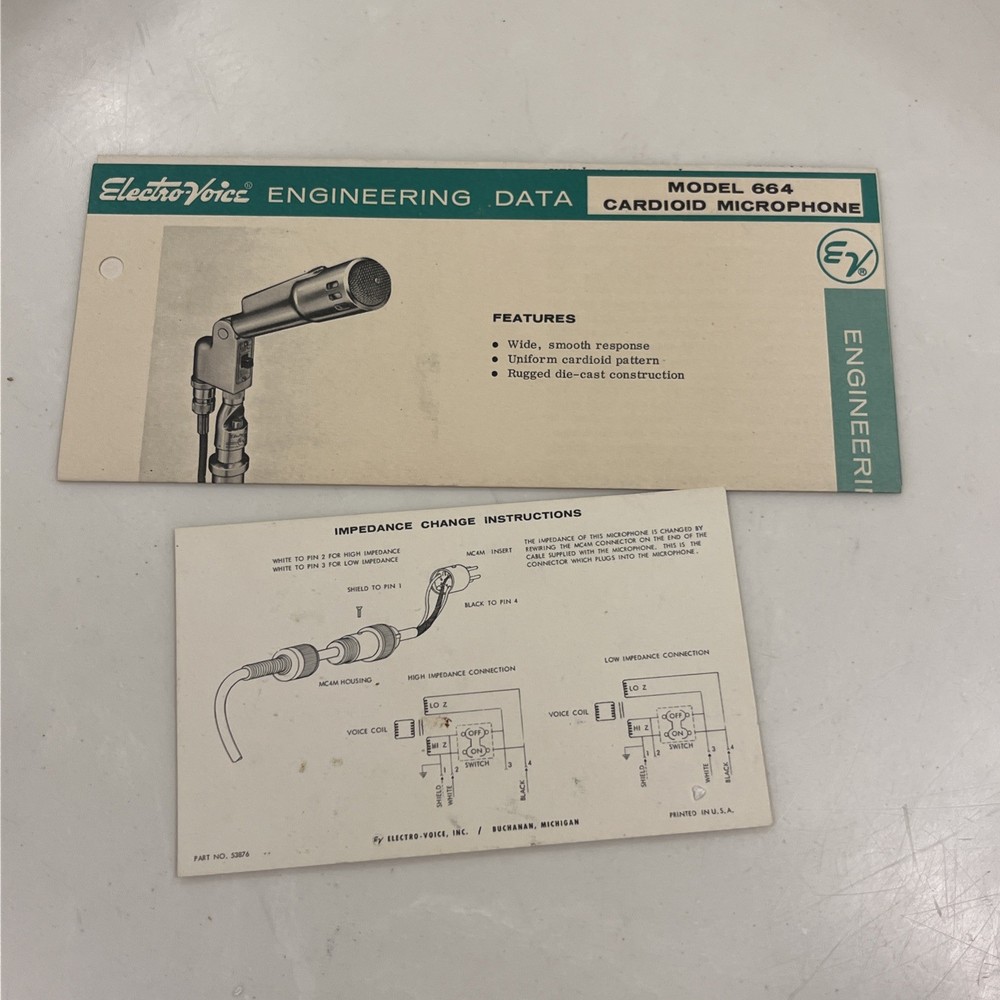 Electro-Voice® ENGINEERING DATA
MODEL 664
CARDIOID MICROPHONE
EV®
ENGINEERI
FEATURES
• Wide, smooth response
• Uniform cardioid pattern
• Rugged die-cast construction
IMPEDANCE CHANGE INSTRUCTIONS
WHITE TO PIN 2 FOR HIGH IMPEDANCE
WHITE TO PIN 3 FOR LOW IMPEDANCE
MC4M INSERT
THE IMPEDANCE OF THIS MICROPHONE IS CHANGED BY
REWIRING THE MC4M CONNECTOR ON THE END OF THE
CABLE SUPPLIED WITH THE MICROPHONE. THIS IS THE
CONNECTOR WHICH PLUGS INTO THE MICROPHONE.
SHIELD TO PIN 1
BLACK TO PIN 4
MC4M HOUSING
HIGH IMPEDANCE CONNECTION
LO Z
VOICE COIL
HI Z
OFF
ON
SWITCH
1
2
3
4
SHIELD
WHITE
BLACK
LOW IMPEDANCE CONNECTION
LO Z
VOICE COIL
HI Z
OFF
ON
SWITCH
1
2
3
4
SHIELD
WHITE
BLACK
PRINTED IN U.S.A.
EV ELECTRO-VOICE, INC. / BUCHANAN, MICHIGAN
PART NO. 53876